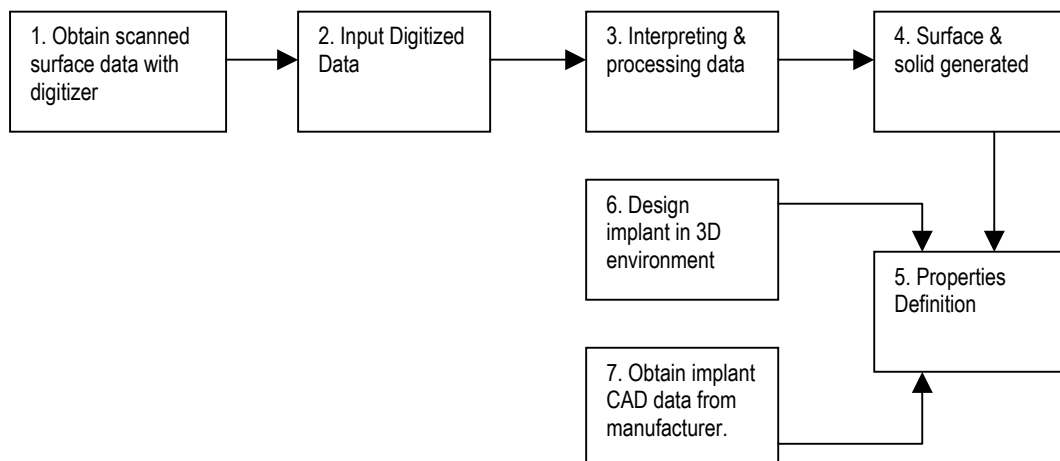 1. Obtain scanned
surface data with
digitizer
2. Input Digitized
Data
3. Interpreting &
processing data
4. Surface &
solid generated
6. Design
implant in 3D
environment
5. Properties
Definition
7. Obtain implant
CAD data from
manufacturer.